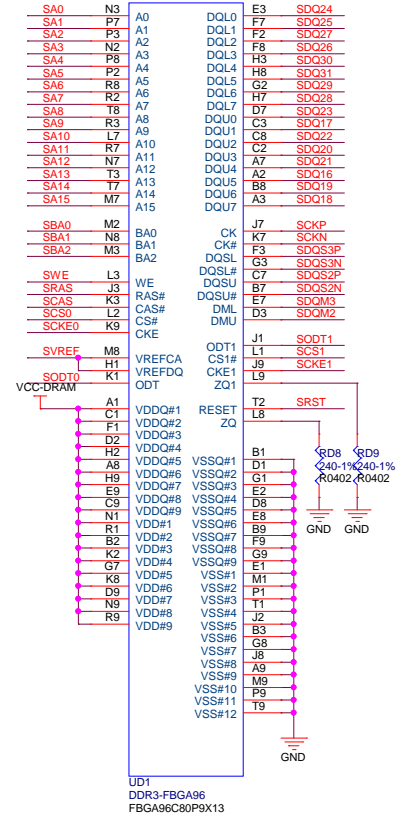 SA0 N3 A0
SA1 P7 A1
SA2 P3 A2
SA3 N2 A3
SA4 P8 A4
SA5 P2 A5
SA6 R8 A6
SA7 R2 A7
SA8 T8 A8
SA9 R3 A9
SA10 L7 A10
SA11 R7 A11
SA12 N7 A12
SA13 T3 A13
SA14 T7 A14
SA15 M7 A15
SBA0 M2 BA0
SBA1 N8 BA1
SBA2 M3 BA2
SWE L3 WE
SRAS J3 RAS#
SCAS K3 CAS#
SCS0 L2 CS#
SCKE0 K9 CKE
SVREF M8 VREFCA
H1 VREFDQ
SODT0 K1 ODT
VCC-DRAM
A1 VDDQ#1
C1 VDDQ#2
F1 VDDQ#3
D2 VDDQ#4
H2 VDDQ#5
A8 VDDQ#6
H9 VDDQ#7
E9 VDDQ#8
C9 VDDQ#9
N1 VDD#1
R1 VDD#2
B2 VDD#3
K2 VDD#4
G7 VDD#5
K8 VDD#6
D9 VDD#7
N9 VDD#8
R9 VDD#9
DQL0 E3 SDQ24
DQL1 F7 SDQ25
DQL2 F2 SDQ27
DQL3 F8 SDQ26
DQL4 H3 SDQ30
DQL5 H8 SDQ31
DQL6 G2 SDQ29
DQL7 H7 SDQ28
DQU0 D7 SDQ23
DQU1 C3 SDQ17
DQU2 C8 SDQ22
DQU3 C2 SDQ20
DQU4 A7 SDQ21
DQU5 A2 SDQ16
DQU6 B8 SDQ19
DQU7 A3 SDQ18
CK J7 SCKP
CK# K7 SCKN
DQSL F3 SDQS3P
DQSL# G3 SDQS3N
DQSU C7 SDQS2P
DQSU# B7 SDQS2N
DML E7 SDQM3
DMU D3 SDQM2
ODT1 J1 SODT1
CS1# L1 SCS1
CKE1 J9 SCKE1
ZQ1 L9
RESET T2 SRST
ZQ L8
RD8
240-1%
R0402
GND
RD9
240-1%
R0402
GND
VSSQ#1 B1
VSSQ#2 D1
VSSQ#3 G1
VSSQ#4 E2
VSSQ#5 D8
VSSQ#6 E8
VSSQ#7 B9
VSSQ#8 F9
VSSQ#9 G9
VSS#1 E1
VSS#2 M1
VSS#3 P1
VSS#4 T1
VSS#5 J2
VSS#6 B3
VSS#7 G8
VSS#8 J8
VSS#9 A9
VSS#10 M9
VSS#11 P9
VSS#12 T9
GND
UD1
DDR3-FBGA96
FBGA96C80P9X13